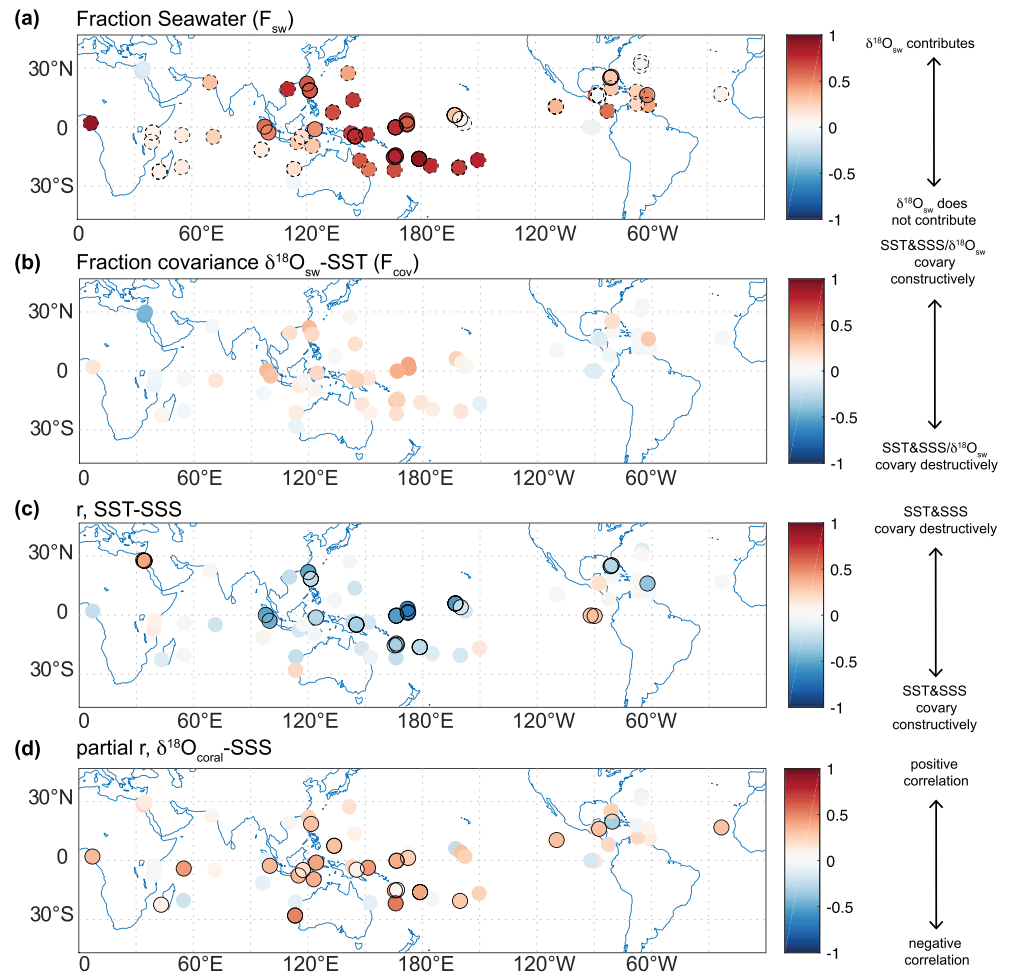 (a) Fraction Seawater (Fsw)
30°N
0
30°S
0 60°E 120°E 180°W 120°W 60°W
1
0.5
0
-0.5
-1
δ18Osw contributes
δ18Osw does
not contribute
(b) Fraction covariance δ18Osw-SST (Fcov)
30°N
0
30°S
0 60°E 120°E 180°W 120°W 60°W
1
0.5
0
-0.5
-1
SST&SSS/δ18Osw
covary
constructively
SST&SSS/δ18Osw
covary destructively
(c) r, SST-SSS
30°N
0
30°S
0 60°E 120°E 180°W 120°W 60°W
1
0.5
0
-0.5
-1
SST&SSS
covary destructively
SST&SSS
covary
constructively
(d) partial r, δ18Ocoral-SSS
30°N
0
30°S
0 60°E 120°E 180°W 120°W 60°W
1
0.5
0
-0.5
-1
positive
correlation
negative
correlation